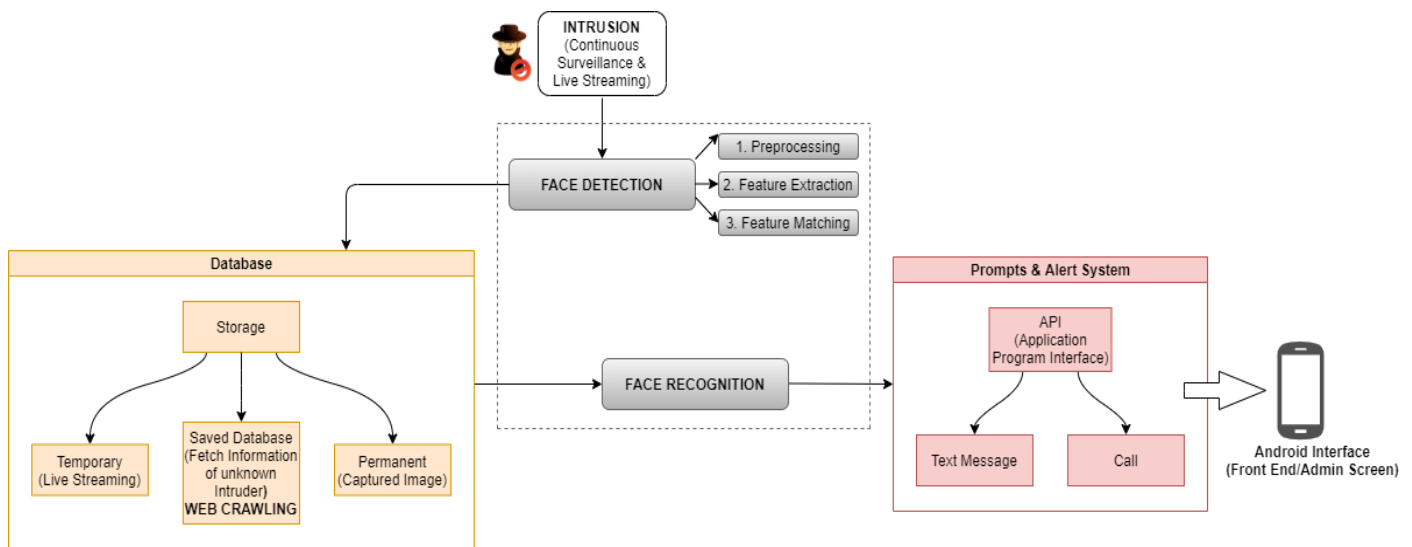 INTRUSION
(Continuous
Surveillance &
Live Streaming)
FACE DETECTION
1. Preprocessing
2. Feature Extraction
3. Feature Matching
Database
Storage
Temporary
(Live Streaming)
Saved Database
(Fetch Information
of unknown
Intruder)
WEB CRAWLING
Permanent
(Captured Image)
FACE RECOGNITION
Prompts & Alert System
API
(Application
Program Interface)
Text Message
Call
Android Interface
(Front End/Admin Screen)